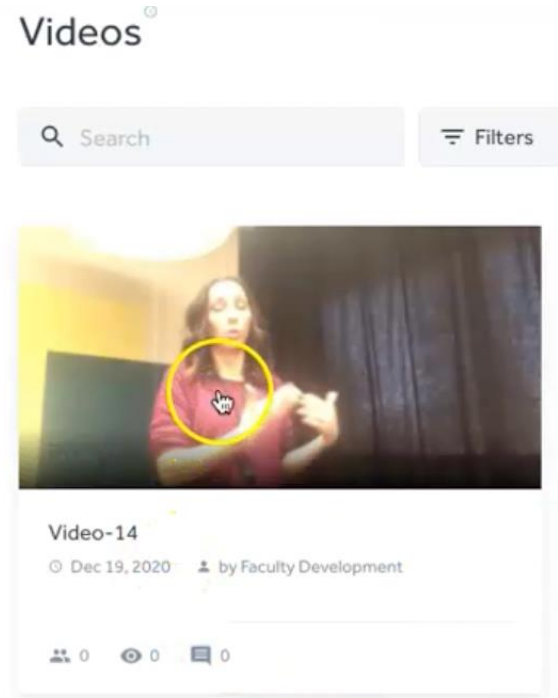 Videos
Search
Filters
Video-14
Dec 19, 2020 by Faculty Development
0 0 0